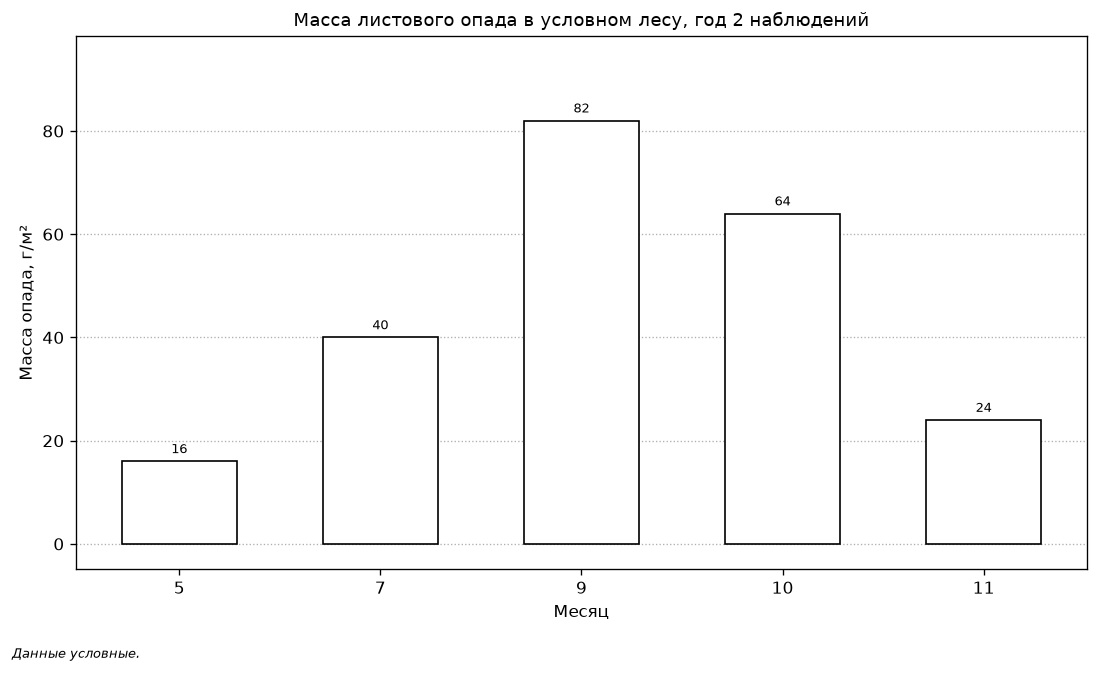 Масса листового опада в условном лесу, год 2 наблюдений
Масса опада, г/м²
80
60
40
20
0
16
40
82
64
24
5 7 9 10 11
Месяц
Данные условные.